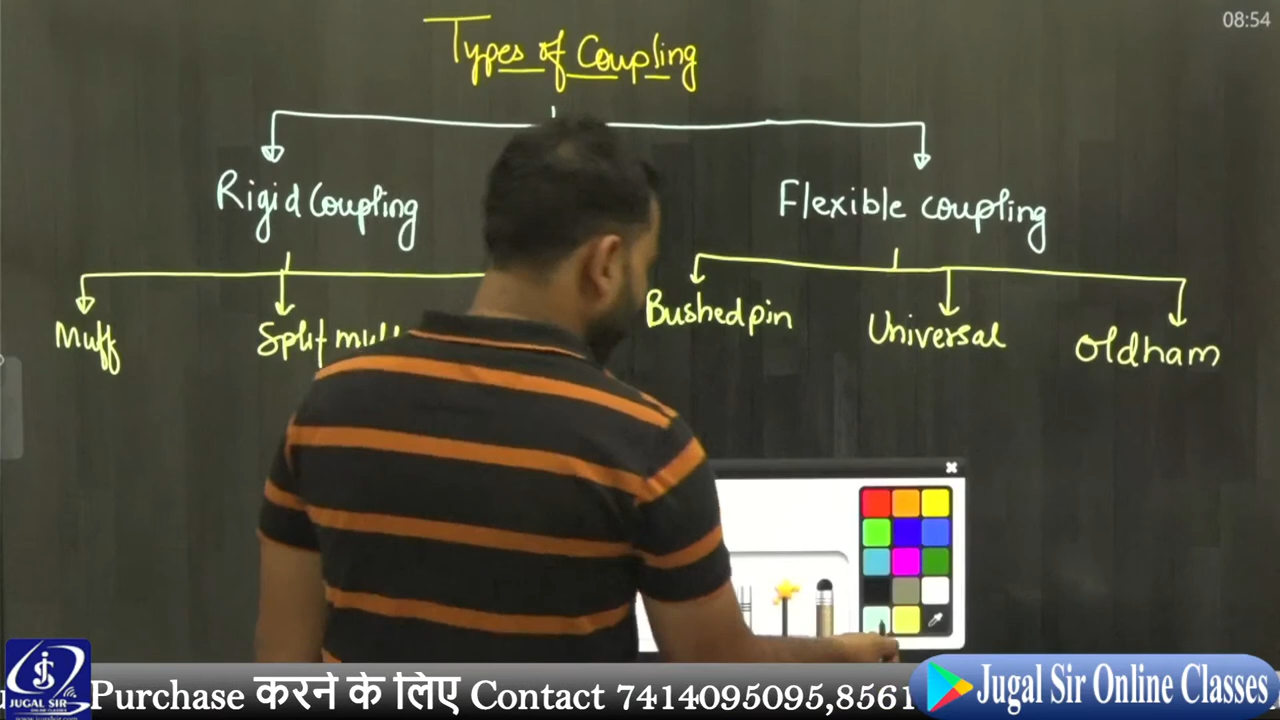 08:54
Types of Coupling
Rigid Coupling
Flexible coupling
Muff
Split
Bushed pin
Universal
Oldham
JUGAL SIR
Purchase करने के लिए Contact 7414095095,8561
Jugal Sir Online Classes